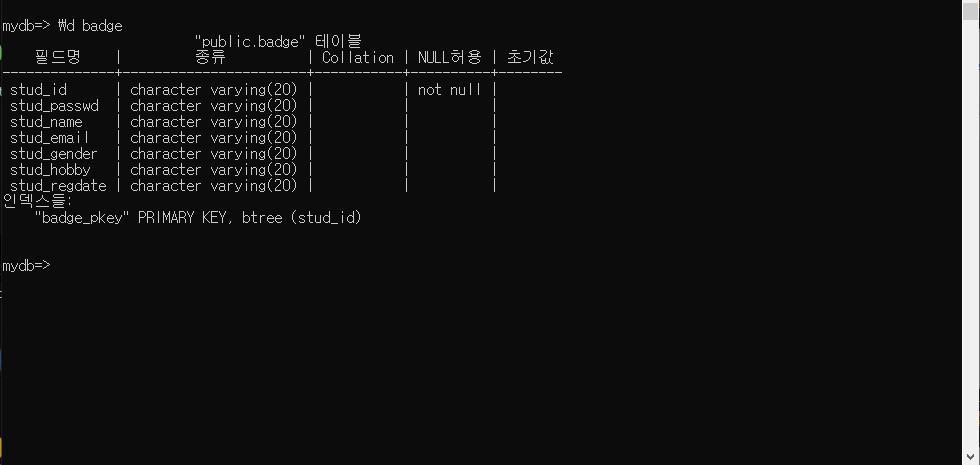 mydb=> ₩d badge
"public.badge" 테이블
필드명 | 종류 | Collation | NULL허용 | 초기값
--------------+-----------------------+-----------+----------+--------
stud_id | character varying(20) | | not null |
stud_passwd | character varying(20) | | |
stud_name | character varying(20) | | |
stud_email | character varying(20) | | |
stud_gender | character varying(20) | | |
stud_hobby | character varying(20) | | |
stud_regdate | character varying(20) | | |
인덱스들:
"badge_pkey" PRIMARY KEY, btree (stud_id)
mydb=>